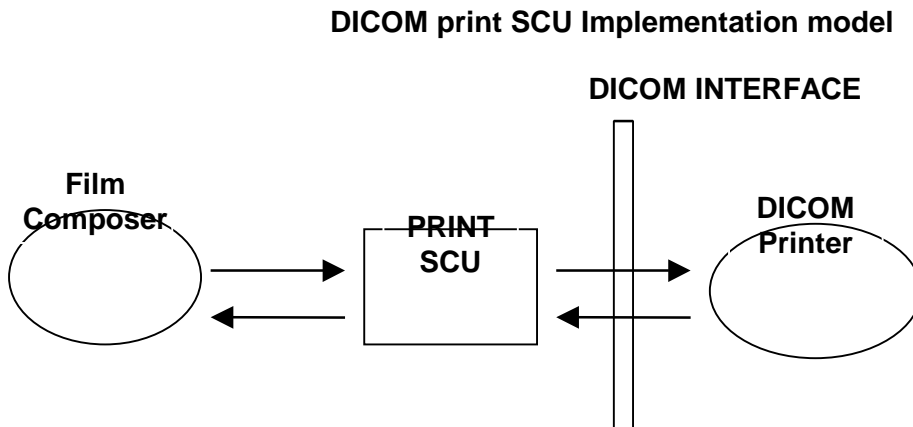 DICOM print SCU Implementation model
DICOM INTERFACE
Film
Composer
PRINT
SCU
DICOM
Printer